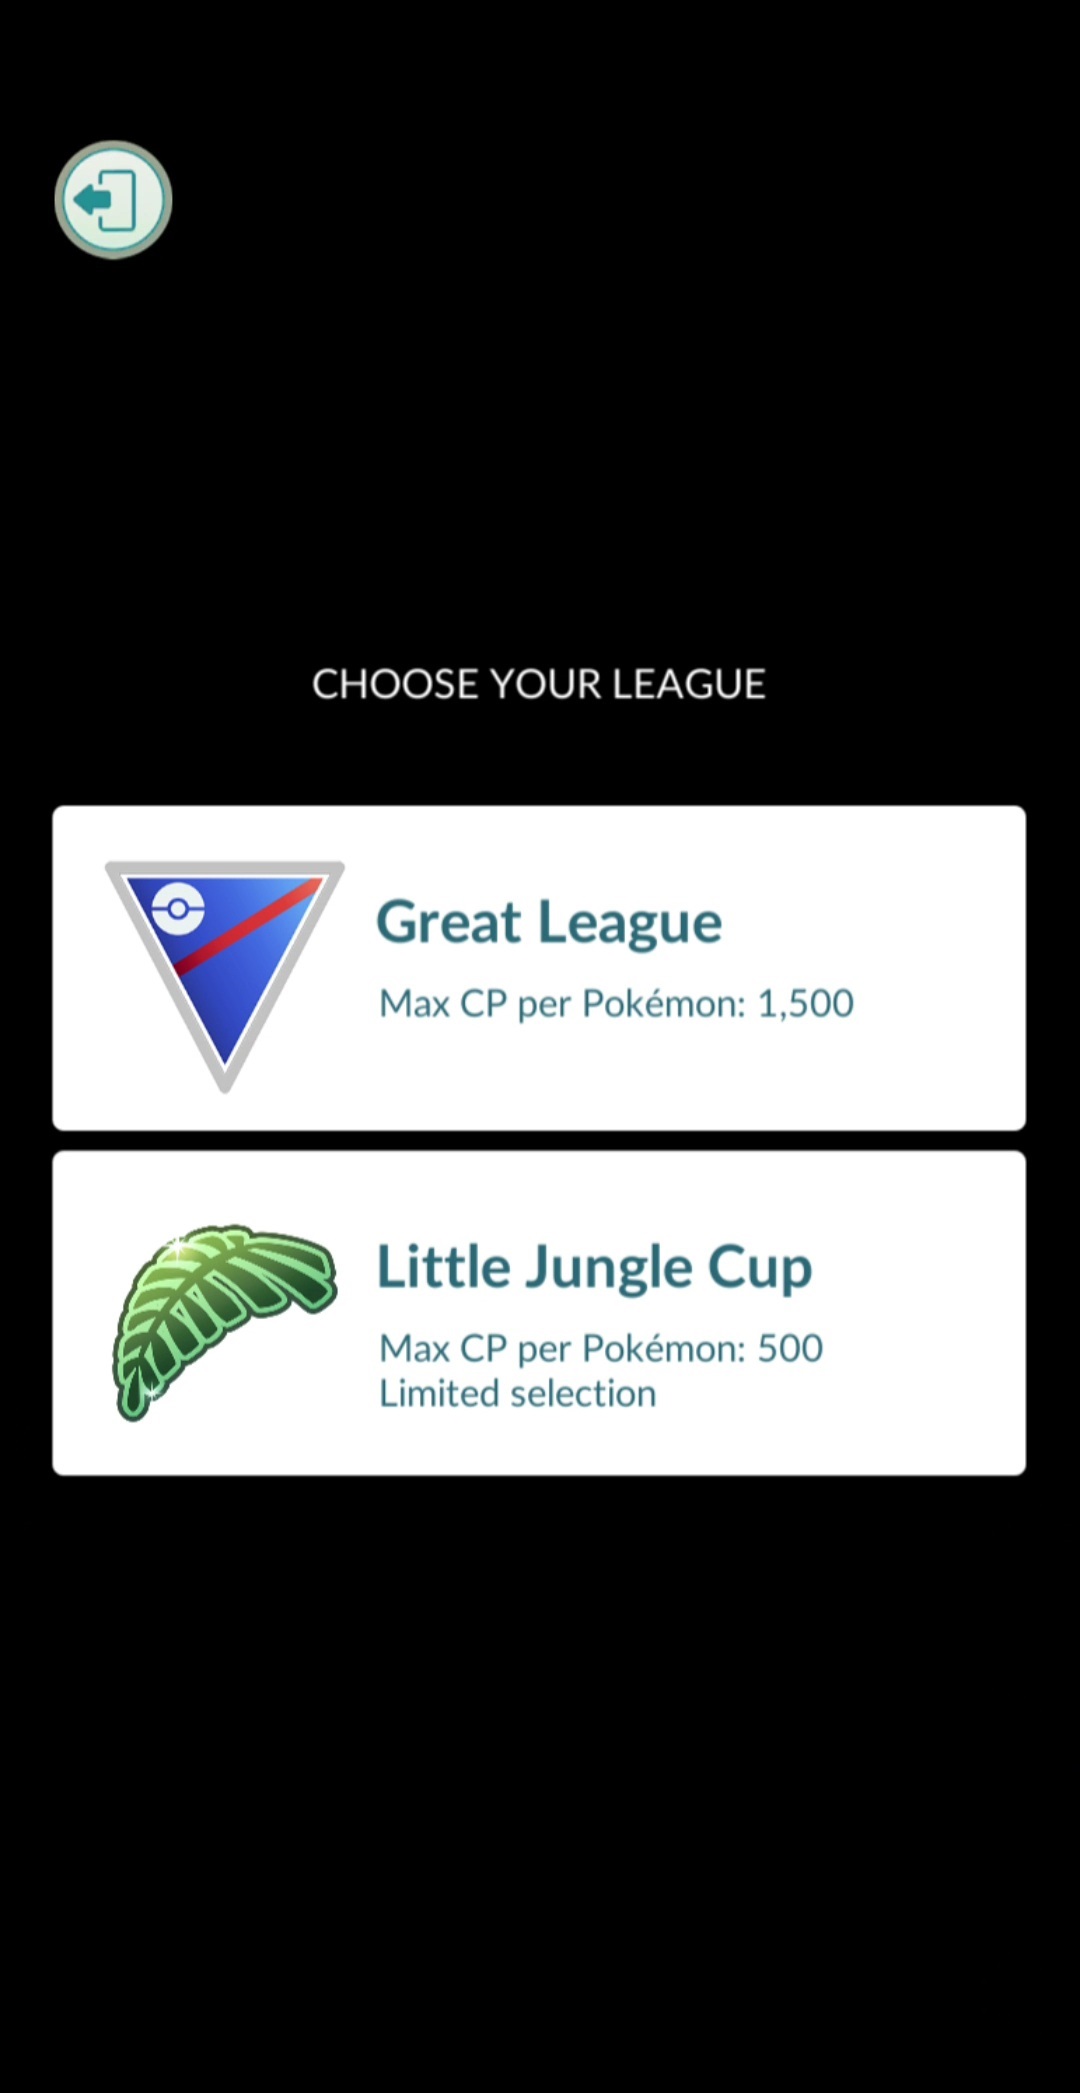 CHOOSE YOUR LEAGUE
Great League
Max CP per Pokémon: 1,500
Little Jungle Cup
Max CP per Pokémon: 500
Limited selection